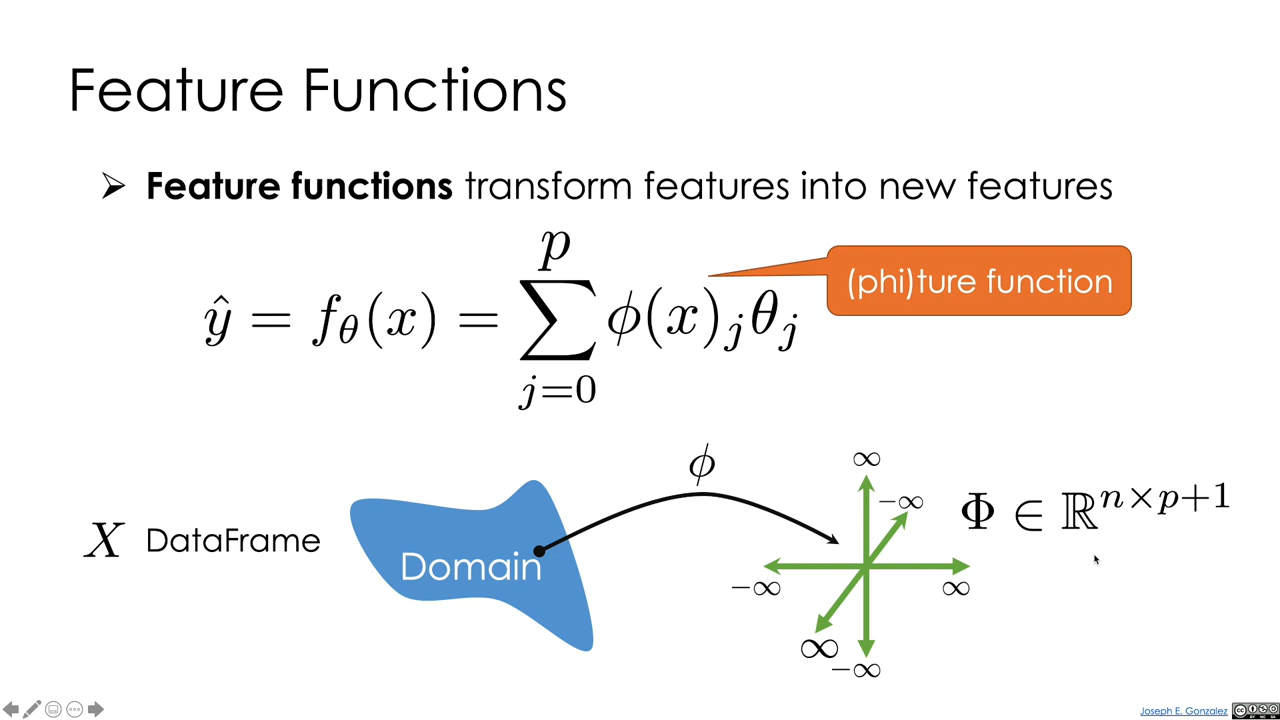 Feature Functions
➢ Feature functions transform features into new features
(phi)ture function
ŷ = f_θ(x) = ∑_{j=0}^{p} ϕ(x)_j θ_j
ϕ
∞
−∞
Φ ∈ ℝ^{n×p+1}
X DataFrame
Domain
−∞
∞
∞
−∞
Joseph E. Gonzalez